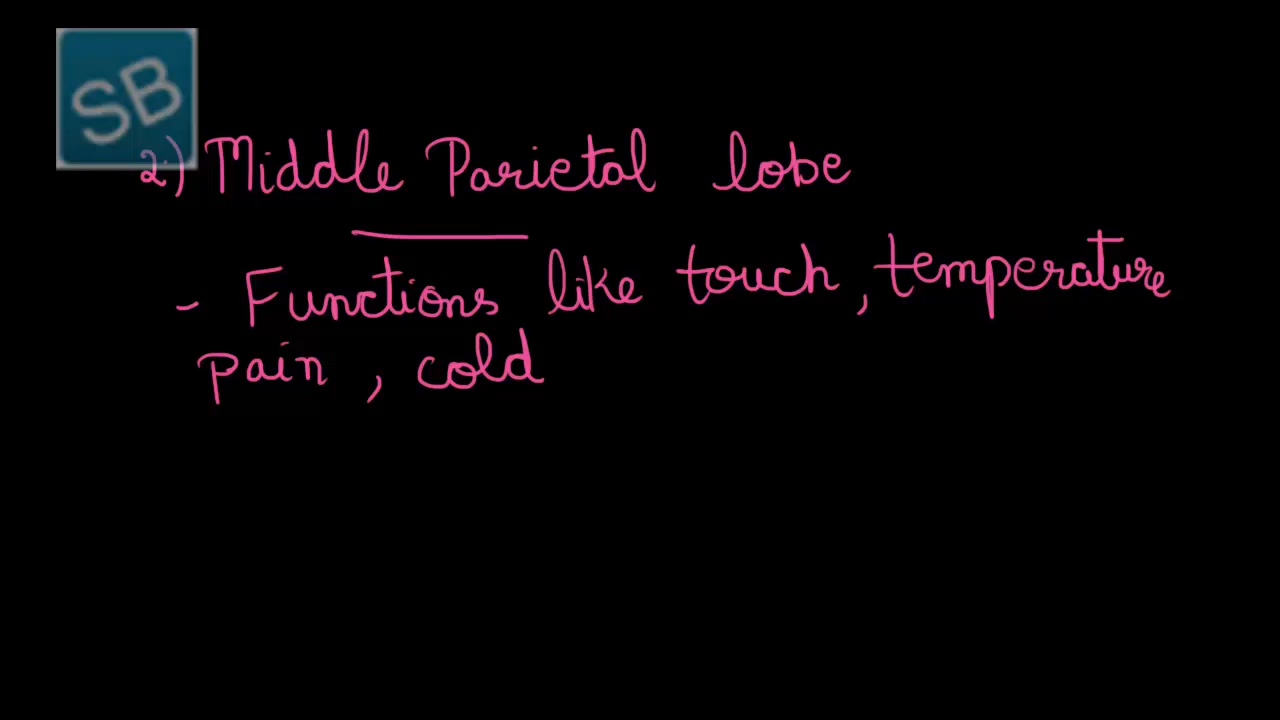 SB
2.) Middle Parietal lobe
- Functions like touch, temperature
pain, cold